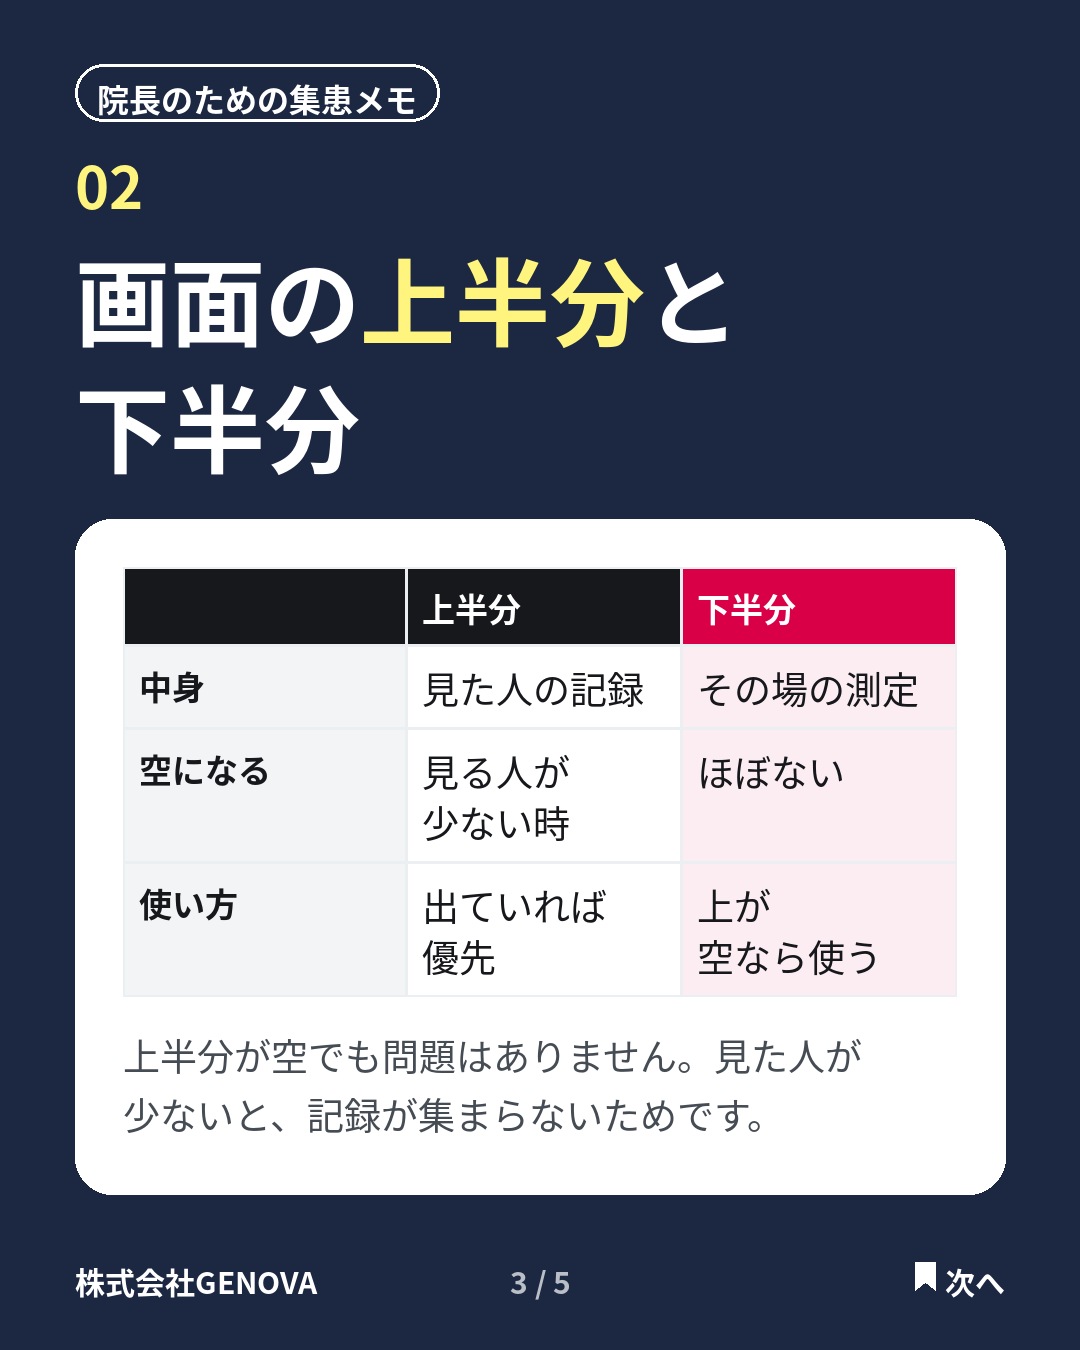 院長のための集患メモ
02
画面の上半分と
下半分
上半分 下半分
中身 見た人の記録 その場の測定
空になる 見る人が ほぼない
少ない時
使い方 出ていれば 上が
優先 空なら使う
上半分が空でも問題はありません。見た人が
少ないと、記録が集まらないためです。
株式会社GENOVA 3 / 5 次へ